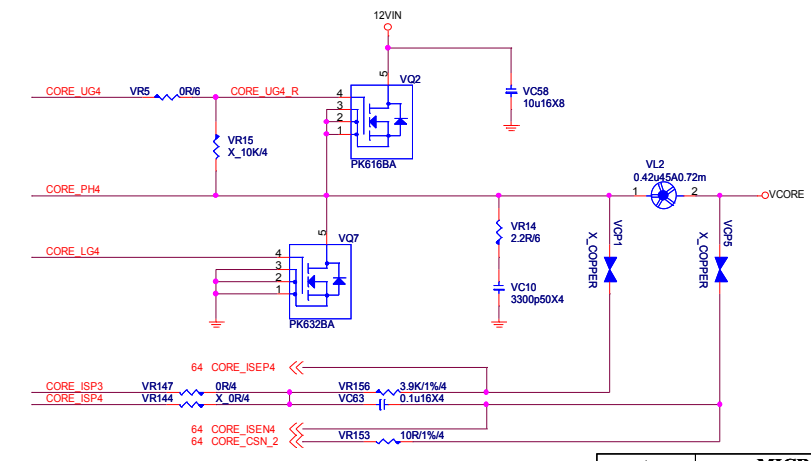 12VIN
5
VQ2
CORE_UG4 VR5 0R/6 CORE_UG4_R 4
3
2
1
VC58
10u16X8
VR15
X_10K/4
PK616BA
VL2
0.42u45A0.72m
CORE_PH4
1 2
VCORE
VCP1
X_COPPER
VCP5
X_COPPER
VR14
2.2R/6
5
VQ7
CORE_LG4
4
3
2
1
VC10
3300p50X4
PK632BA
64 CORE_ISEP4
CORE_ISP3 VR147 0R/4 VR156 3.9K/1%/4
CORE_ISP4 VR144 X_0R/4 VC63 0.1u16X4
64 CORE_ISEN4
64 CORE_CSN_2 VR153 10R/1%/4